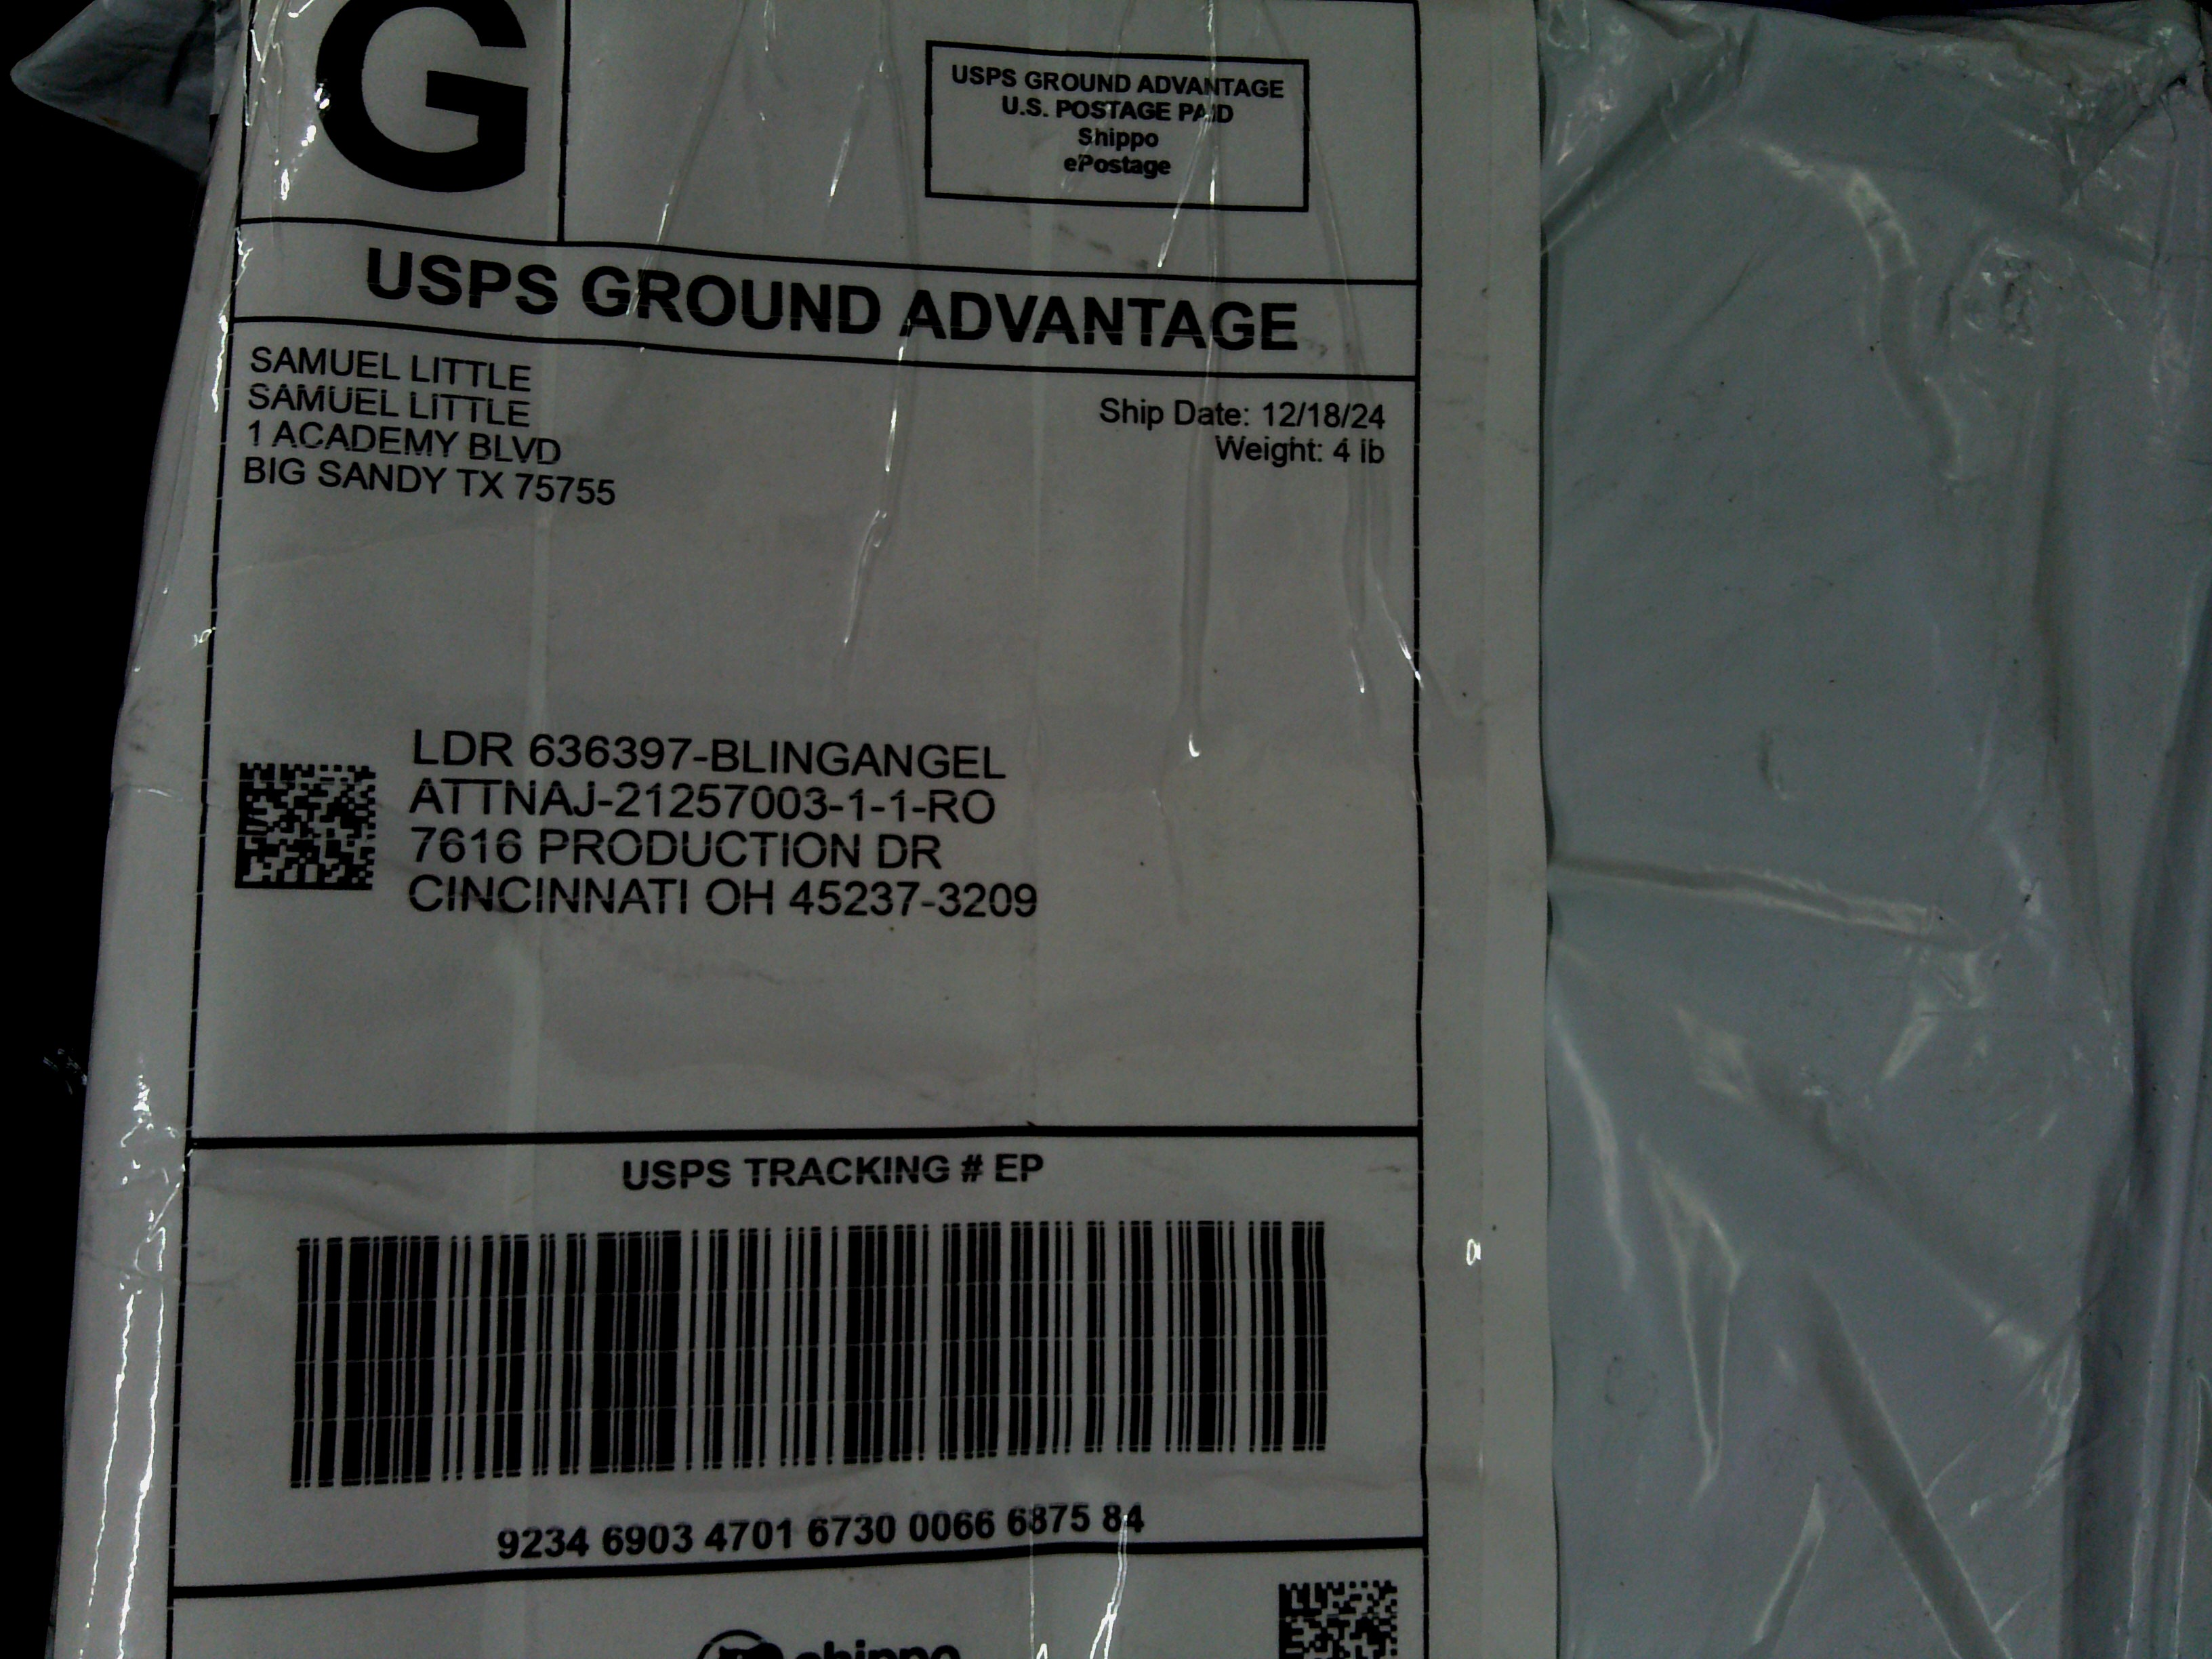 G
USPS GROUND ADVANTAGE
U.S. POSTAGE PAID
Shippo
ePostage
USPS GROUND ADVANTAGE
SAMUEL LITTLE
SAMUEL LITTLE
1 ACADEMY BLVD
BIG SANDY TX 75755
Ship Date: 12/18/24
Weight: 4 lb
LDR 636397-BLINGANGEL
ATTNAJ-21257003-1-1-RO
7616 PRODUCTION DR
CINCINNATI OH 45237-3209
USPS TRACKING # EP
9234 6903 4701 6730 0066 6875 84
shippo